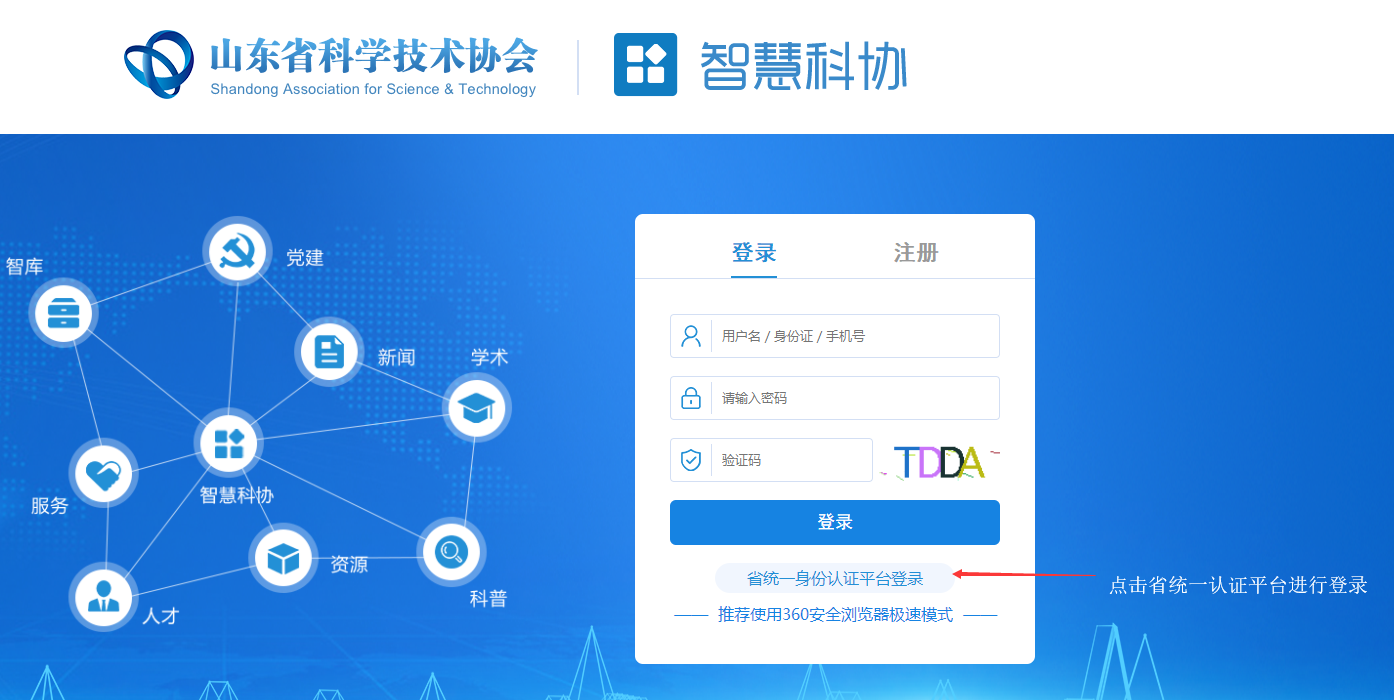 山东省科学技术协会
Shandong Association for Science & Technology
智慧科协
登录
注册
用户名 / 身份证 / 手机号
请输入密码
验证码
TDDA
登录
省统一身份认证平台登录
推荐使用360安全浏览器极速模式
点击省统一认证平台进行登录
智库
党建
新闻
学术
服务
智慧科协
资源
科普
人才